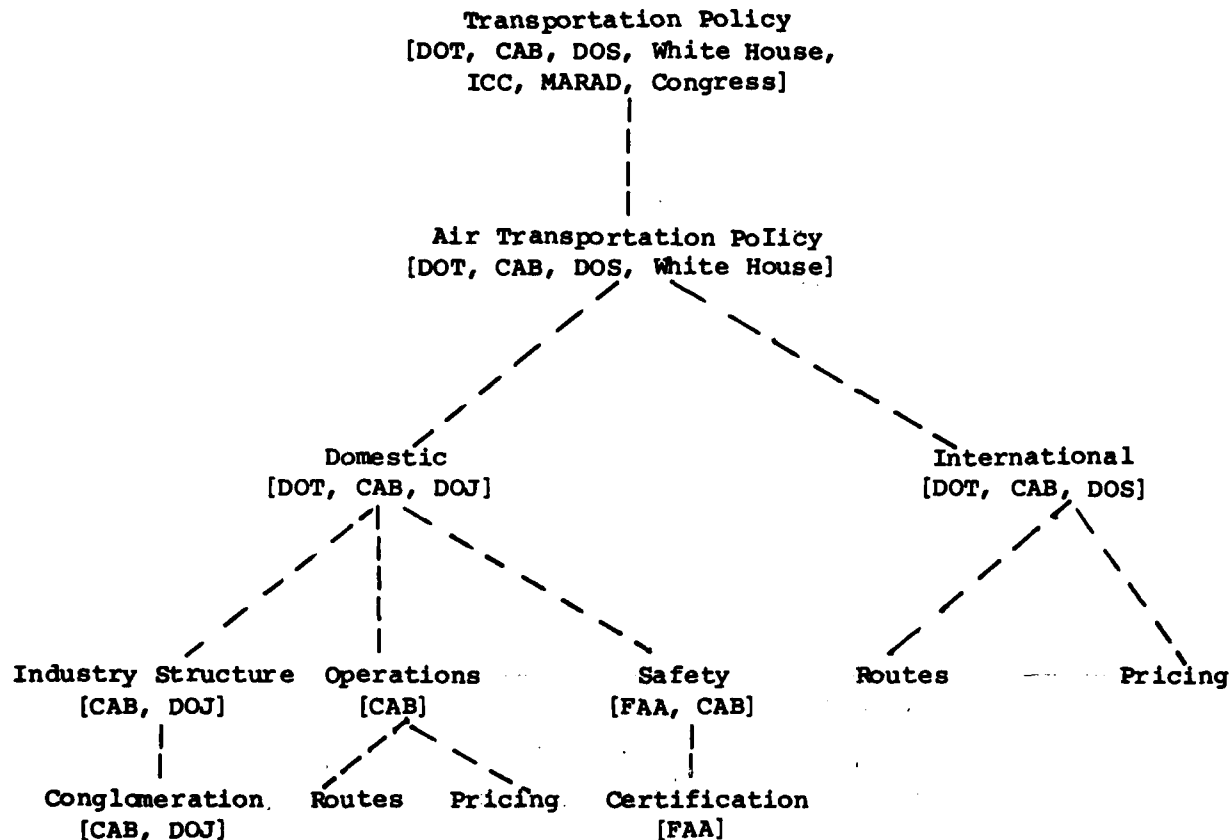 Transportation Policy
[DOT, CAB, DOS, White House,
ICC, MARAD, Congress]
Air Transportation Policy
[DOT, CAB, DOS, White House]
Domestic
[DOT, CAB, DOJ]
International
[DOT, CAB, DOS]
Industry Structure
[CAB, DOJ]
Operations
[CAB]
Safety
[FAA, CAB]
Routes
Pricing
Conglomeration
[CAB, DOJ]
Routes
Pricing
Certification
[FAA]